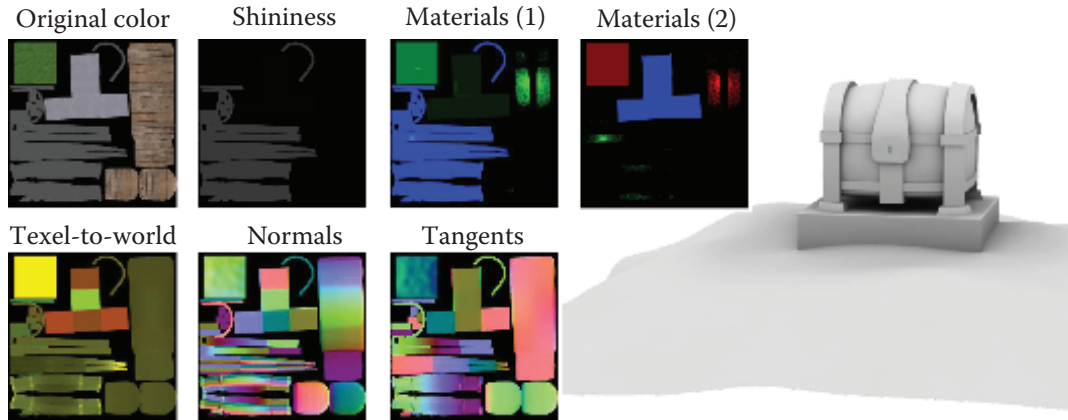 Original color
Shininess
Materials (1)
Materials (2)
Texel-to-world
Normals
Tangents